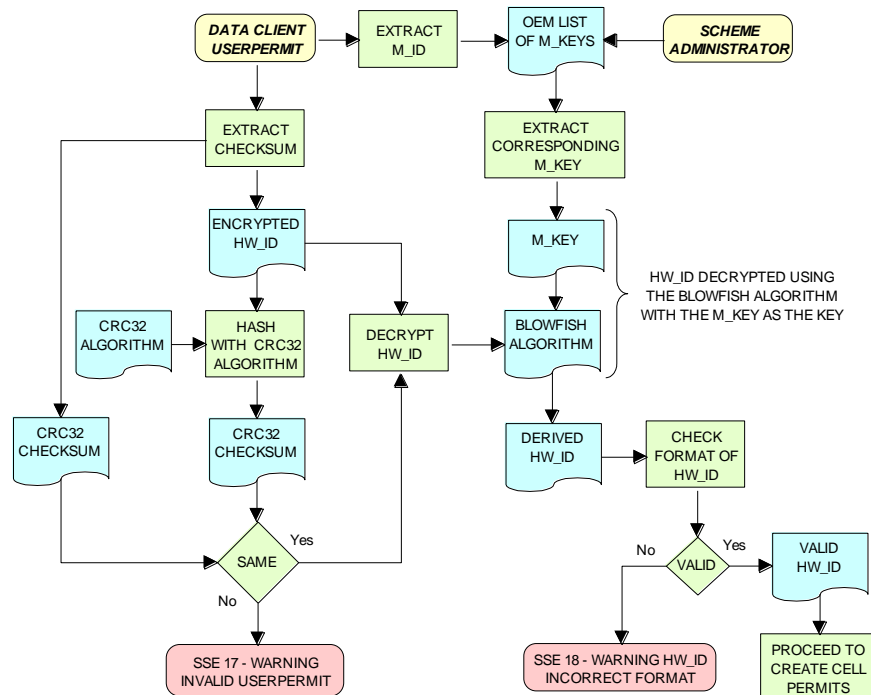 DATA CLIENT
USERPERMIT
EXTRACT
M_ID
OEM LIST
OF M_KEYS
SCHEME
ADMINISTRATOR
EXTRACT
CHECKSUM
EXTRACT
CORRESPONDING
M_KEY
ENCRYPTED
HW_ID
M_KEY
HW_ID DECRYPTED USING
THE BLOWFISH ALGORITHM
WITH THE M_KEY AS THE KEY
CRC32
ALGORITHM
HASH
WITH CRC32
ALGORITHM
DECRYPT
HW_ID
BLOWFISH
ALGORITHM
CRC32
CHECKSUM
CRC32
CHECKSUM
DERIVED
HW_ID
CHECK
FORMAT OF
HW_ID
SAME
Yes
No
No
VALID
Yes
VALID
HW_ID
SSE 17 - WARNING
INVALID USERPERMIT
SSE 18 - WARNING HW_ID
INCORRECT FORMAT
PROCEED TO
CREATE CELL
PERMITS